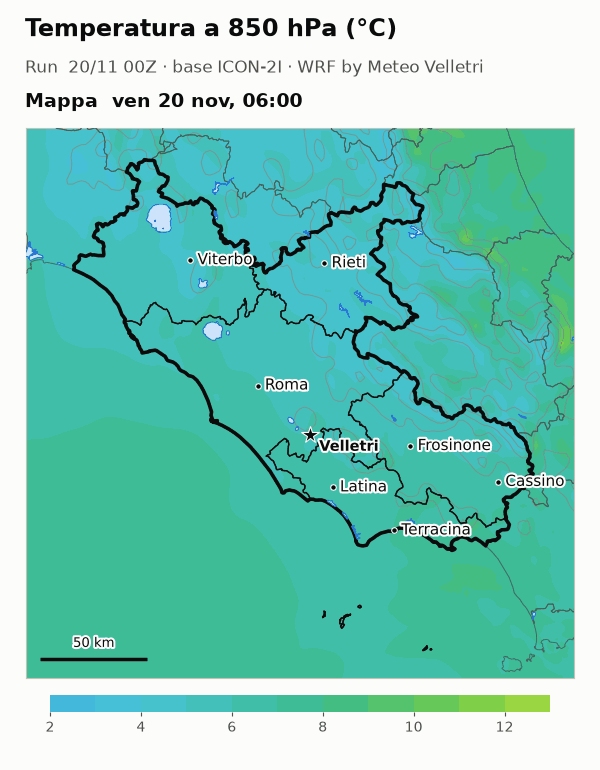 Temperatura a 850 hPa (°C)
Run 20/11 00Z · base ICON-2I · WRF by Meteo Velletri
Mappa ven 20 nov, 06:00
Viterbo
Rieti
Roma
Velletri
Frosinone
Cassino
Latina
Terracina
50 km
2 4 6 8 10 12